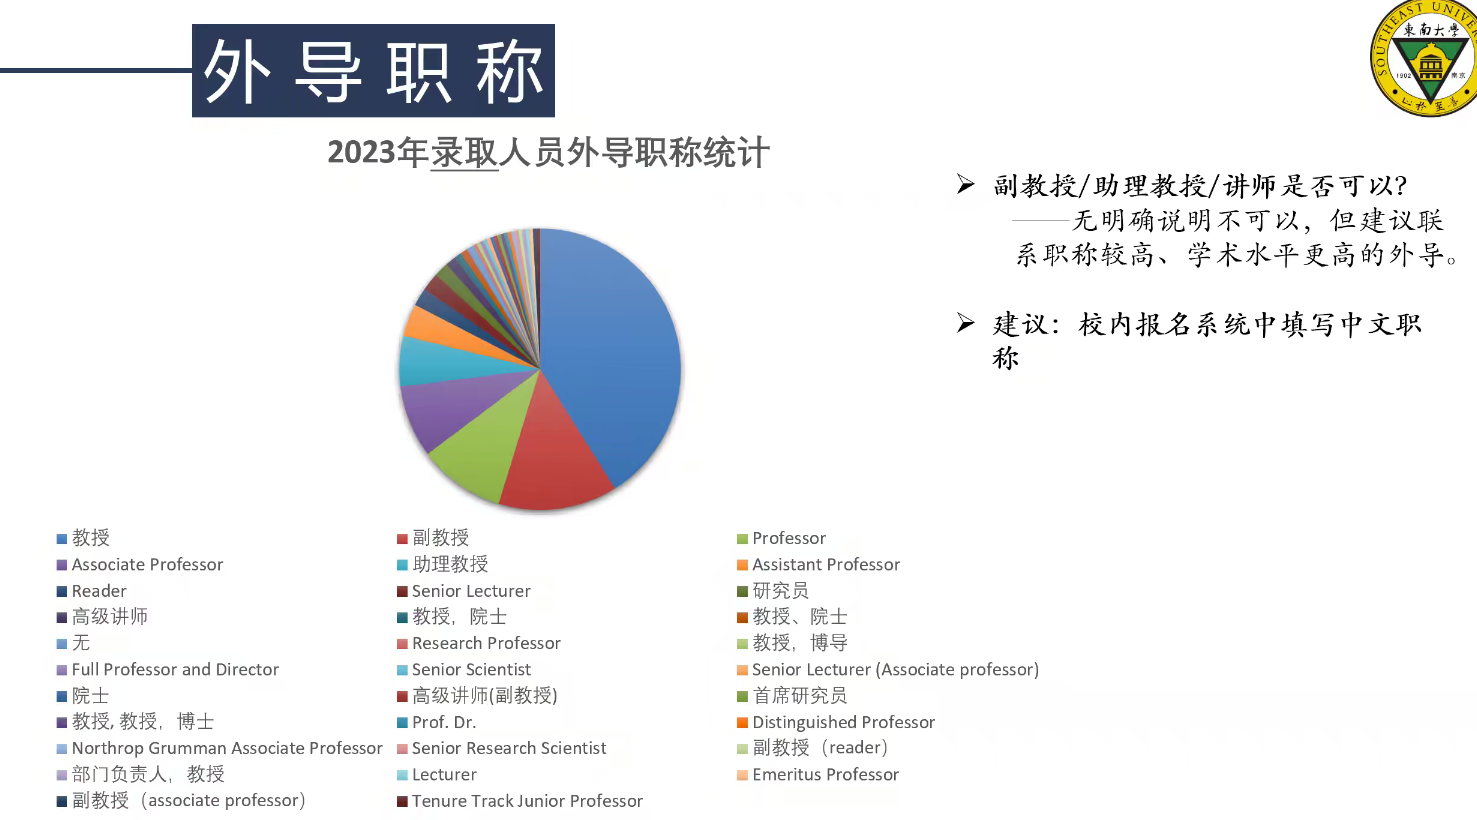 外导职称
SOUTHEAST UNIVER
東南大學
1902 南京
2023年录取人员外导职称统计
➢ 副教授/助理教授/讲师是否可以?
——无明确说明不可以，但建议联
系职称较高、学术水平更高的外导。
➢ 建议：校内报名系统中填写中文职
称
教授 副教授 Professor
Associate Professor 助理教授 Assistant Professor
Reader Senior Lecturer 研究员
高级讲师 教授，院士 教授、院士
无 Research Professor 教授，博导
Full Professor and Director Senior Scientist Senior Lecturer (Associate professor)
院士 高级讲师(副教授) 首席研究员
教授, 教授，博士 Prof. Dr. Distinguished Professor
Northrop Grumman Associate Professor Senior Research Scientist 副教授（reader）
部门负责人，教授 Lecturer Emeritus Professor
副教授（associate professor） Tenure Track Junior Professor